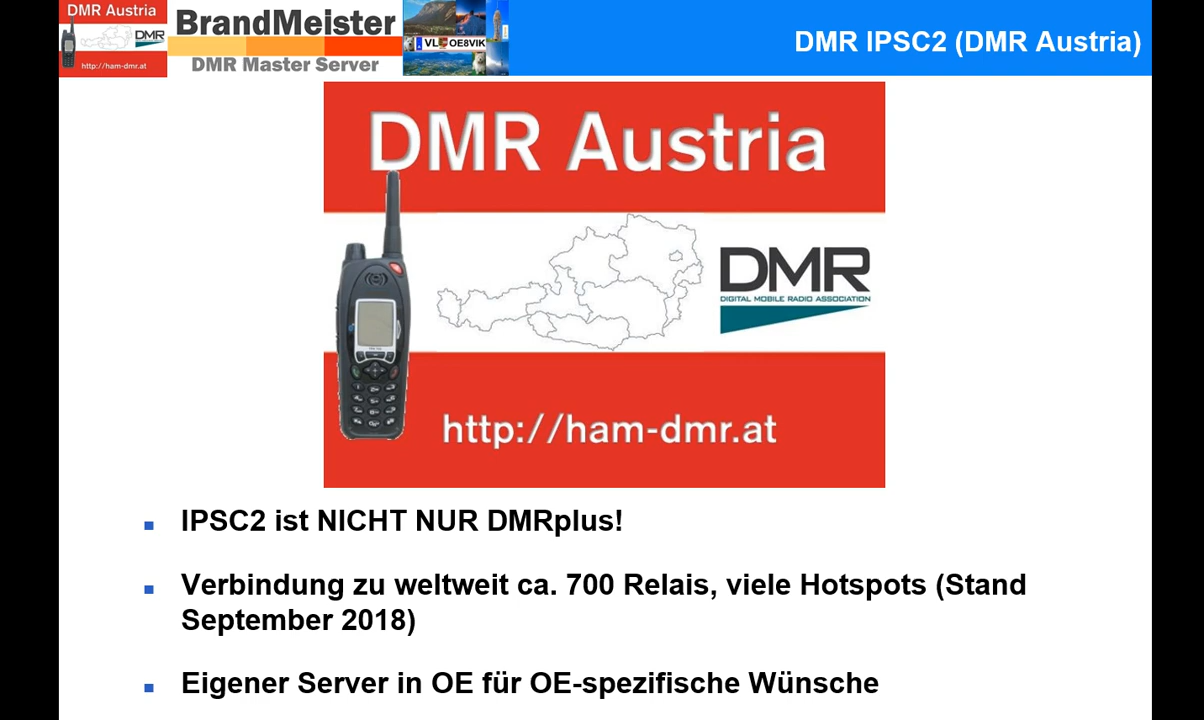 DMR Austria
DMR
http://ham-dmr.at
BrandMeister
DMR Master Server
VL OE8VIK
DMR IPSC2 (DMR Austria)
DMR Austria
DMR
DIGITAL MOBILE RADIO ASSOCIATION
http://ham-dmr.at
IPSC2 ist NICHT NUR DMRplus!
Verbindung zu weltweit ca. 700 Relais, viele Hotspots (Stand
September 2018)
Eigener Server in OE für OE-spezifische Wünsche